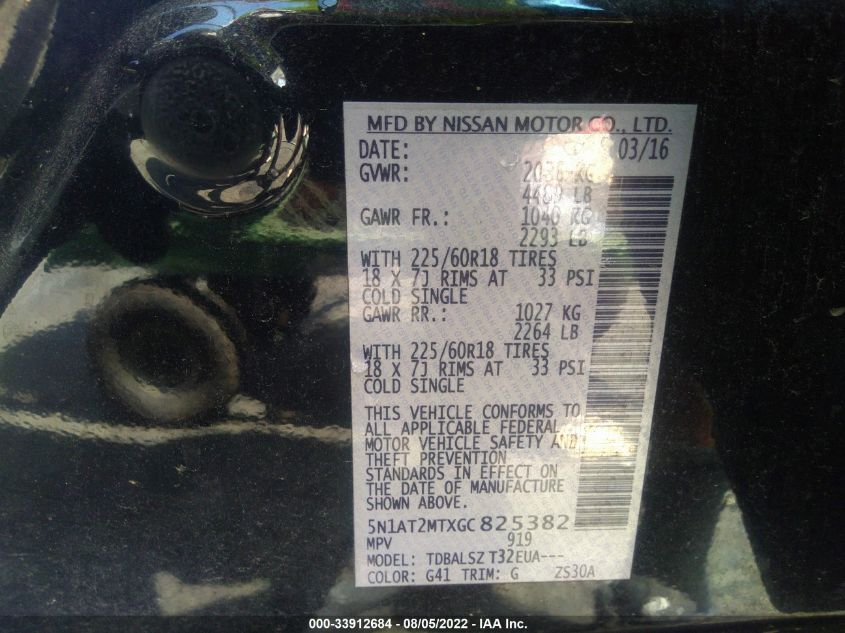 MFD BY NISSAN MOTOR CO., LTD.
DATE: 03/16
GVWR: KG
LB
GAWR FR.: 1040 KG
2293 LB
WITH 225/60R18 TIRES
18 X 7J RIMS AT 33 PSI
COLD SINGLE
GAWR RR.: 1027 KG
2264 LB
WITH 225/60R18 TIRES
18 X 7J RIMS AT 33 PSI
COLD SINGLE
THIS VEHICLE CONFORMS TO
ALL APPLICABLE FEDERAL
MOTOR VEHICLE SAFETY AND
THEFT PREVENTION
STANDARDS IN EFFECT ON
THE DATE OF MANUFACTURE
SHOWN ABOVE.
5N1AT2MTXGC825382
MPV 919
MODEL: TDBALSZ T32EUA---
COLOR: G41 TRIM: G ZS30A
000-33912684 - 08/05/2022 - IAA Inc.